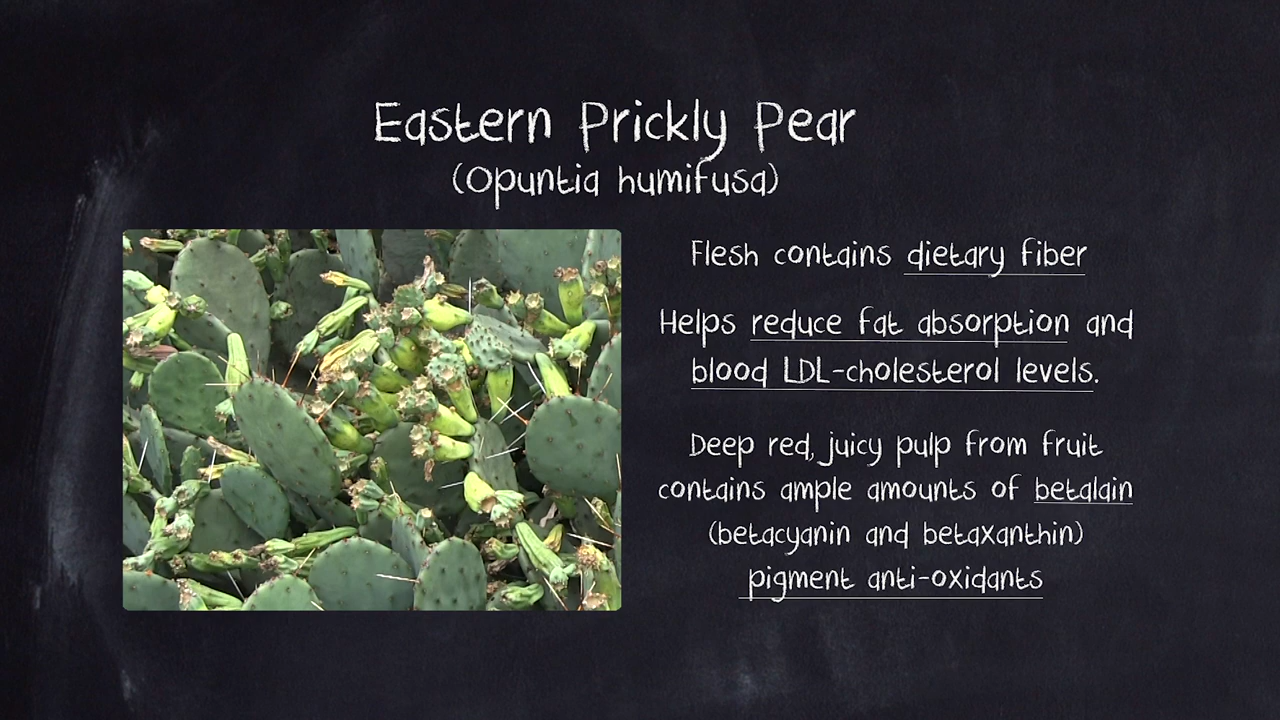 Eastern Prickly Pear
(Opuntia humifusa)
Flesh contains dietary fiber
Helps reduce fat absorption and
blood LDL-cholesterol levels.
Deep red, juicy pulp from fruit
contains ample amounts of betalain
(betacyanin and betaxanthin)
pigment anti-oxidants